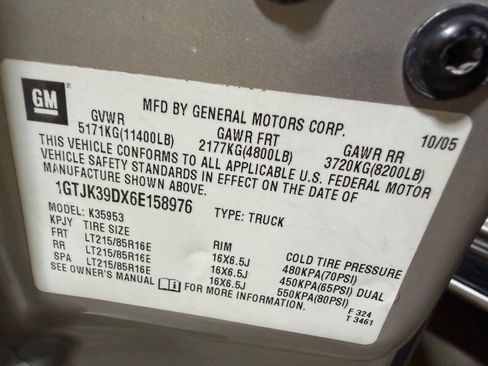 GM
MFD BY GENERAL MOTORS CORP.
10/05
GVWR GAWR FRT GAWR RR
5171KG(11400LB) 2177KG(4800LB) 3720KG(8200LB)
THIS VEHICLE CONFORMS TO ALL APPLICABLE U.S. FEDERAL MOTOR
VEHICLE SAFETY STANDARDS IN EFFECT ON THE DATE OF
MANUFACTURE SHOWN ABOVE.
1GTJK39DX6E158976 TYPE: TRUCK
MODEL: K35953
KPJY TIRE SIZE RIM COLD TIRE PRESSURE
FRT LT215/85R16E 16X6.5J 480KPA(70PSI)
RR LT215/85R16E 16X6.5J 450KPA(65PSI) DUAL
SPA LT215/85R16E 16X6.5J 550KPA(80PSI)
SEE OWNER'S MANUAL FOR MORE INFORMATION.
F 324
T 3461